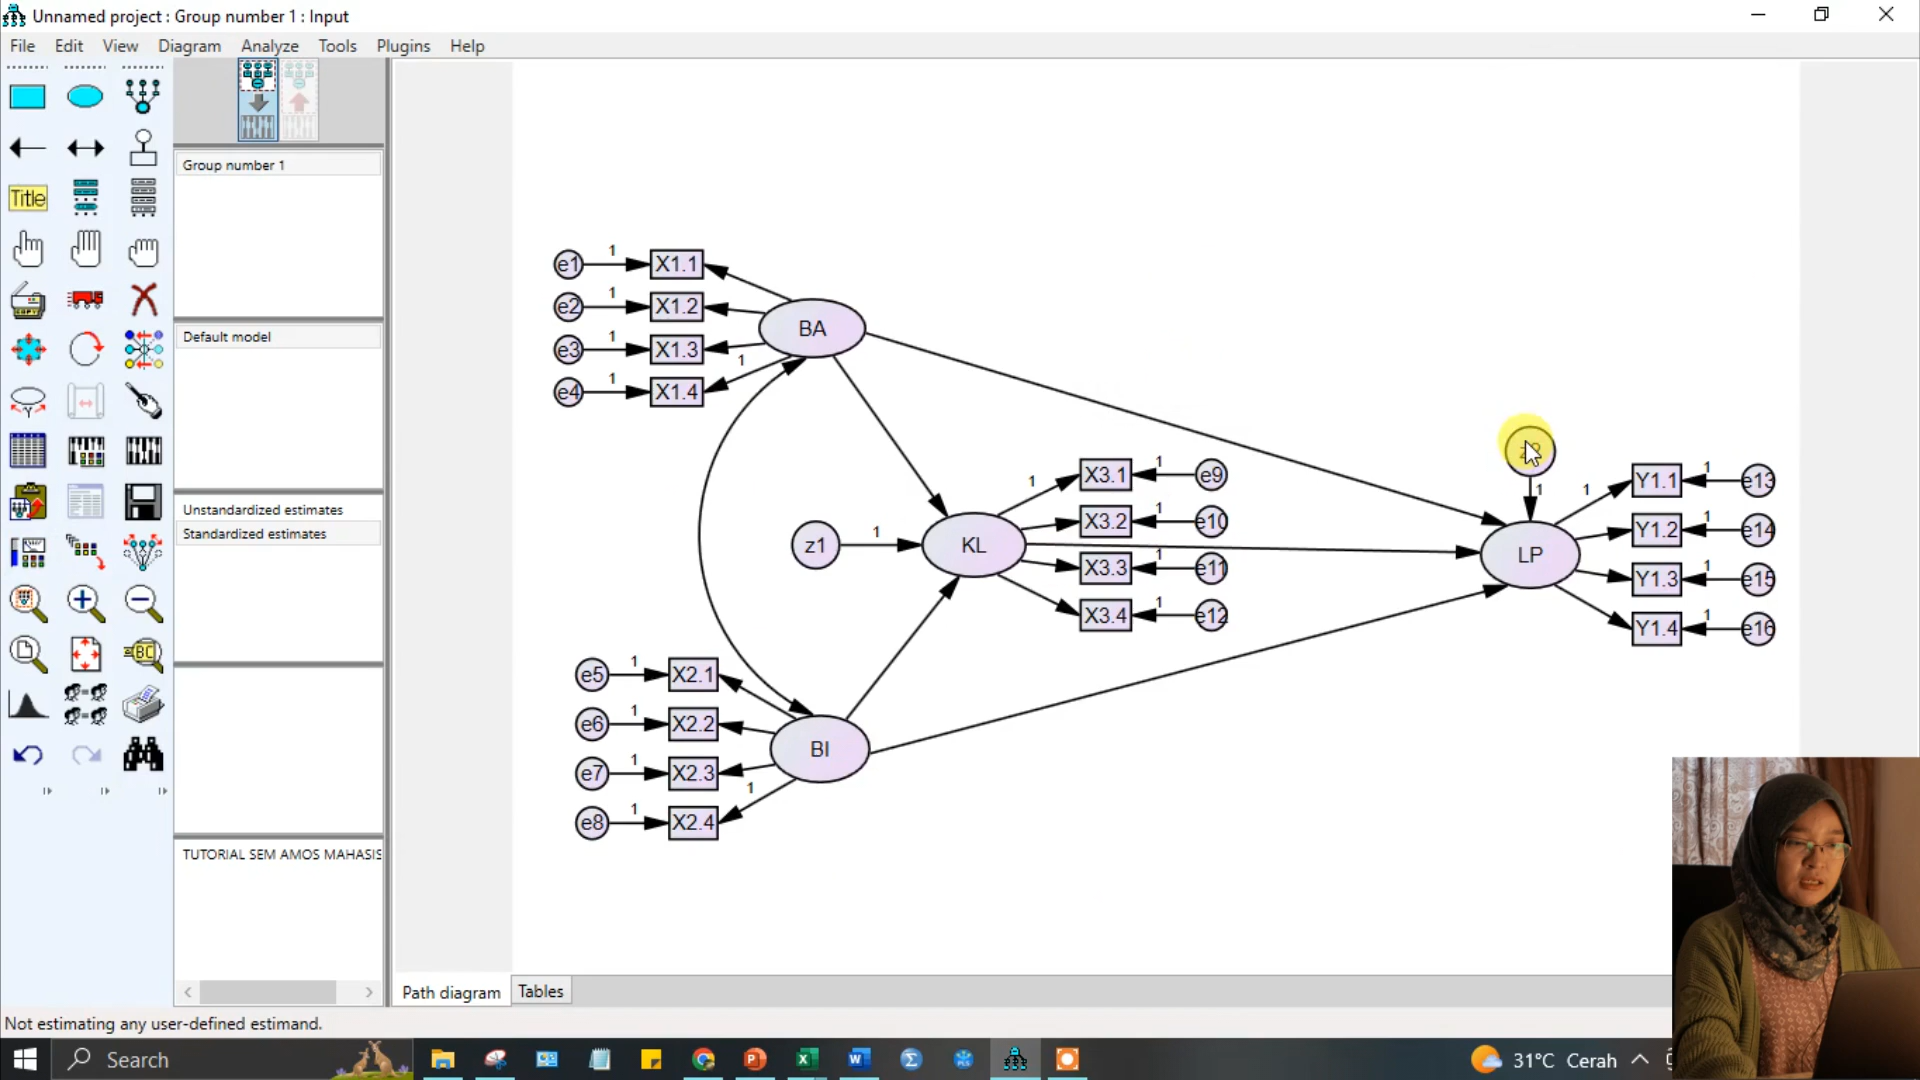 Unnamed project : Group number 1 : Input
File Edit View Diagram Analyze Tools Plugins Help
Title
Group number 1
Default model
Unstandardized estimates
Standardized estimates
TUTORIAL SEM AMOS MAHASIS
e1 1 X1.1
e2 1 X1.2
e3 1 X1.3
e4 1 X1.4
1
BA
z1 1 KL
1 X3.1 1 e9
X3.2 1 e10
X3.3 1 e11
X3.4 1 e12
1
LP
1 Y1.1 1 e13
Y1.2 1 e14
Y1.3 1 e15
Y1.4 1 e16
e5 1 X2.1
e6 1 X2.2
e7 1 X2.3
e8 1 X2.4
1
BI
Path diagram Tables
Not estimating any user-defined estimand.
Search
31°C Cerah